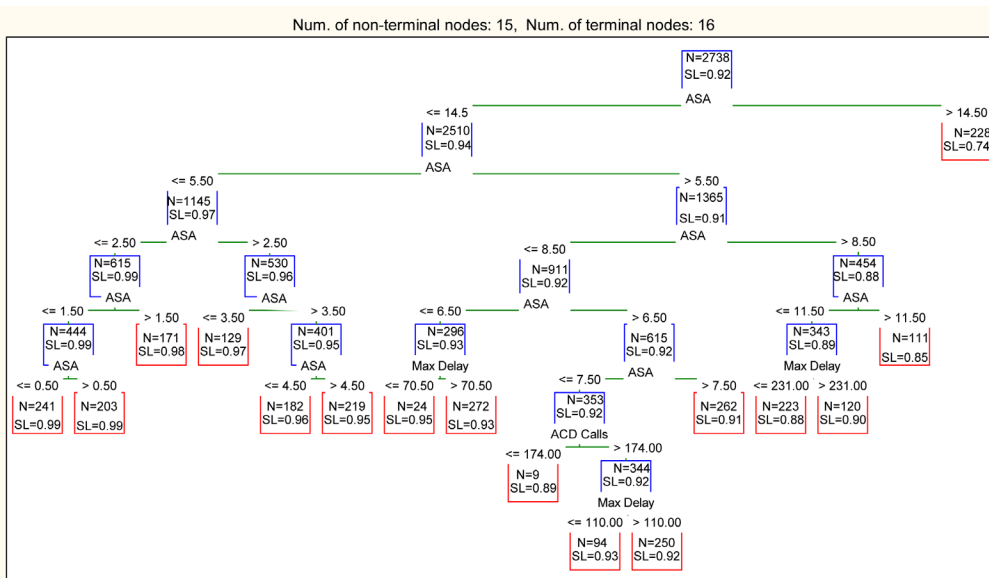 Num. of non-terminal nodes: 15, Num. of terminal nodes: 16
N=2738
SL=0.92
ASA
<= 14.5
> 14.50
N=2510
SL=0.94
ASA
N=228
SL=0.74
<= 5.50
> 5.50
N=1145
SL=0.97
ASA
N=1365
SL=0.91
ASA
<= 2.50
> 2.50
<= 8.50
> 8.50
N=615
SL=0.99
ASA
N=530
SL=0.96
ASA
N=911
SL=0.92
ASA
N=454
SL=0.88
ASA
<= 1.50
> 1.50
<= 3.50
> 3.50
<= 6.50
> 6.50
<= 11.50
> 11.50
N=444
SL=0.99
ASA
N=171
SL=0.98
N=129
SL=0.97
N=401
SL=0.95
ASA
N=296
SL=0.93
Max Delay
N=615
SL=0.92
ASA
N=343
SL=0.89
Max Delay
N=111
SL=0.85
<= 0.50
> 0.50
<= 4.50
> 4.50
<= 70.50
> 70.50
<= 7.50
> 7.50
<= 231.00
> 231.00
N=241
SL=0.99
N=203
SL=0.99
N=182
SL=0.96
N=219
SL=0.95
N=24
SL=0.95
N=272
SL=0.93
N=353
SL=0.92
ACD Calls
N=262
SL=0.91
N=223
SL=0.88
N=120
SL=0.90
<= 174.00
> 174.00
N=9
SL=0.89
N=344
SL=0.92
Max Delay
<= 110.00
> 110.00
N=94
SL=0.93
N=250
SL=0.92